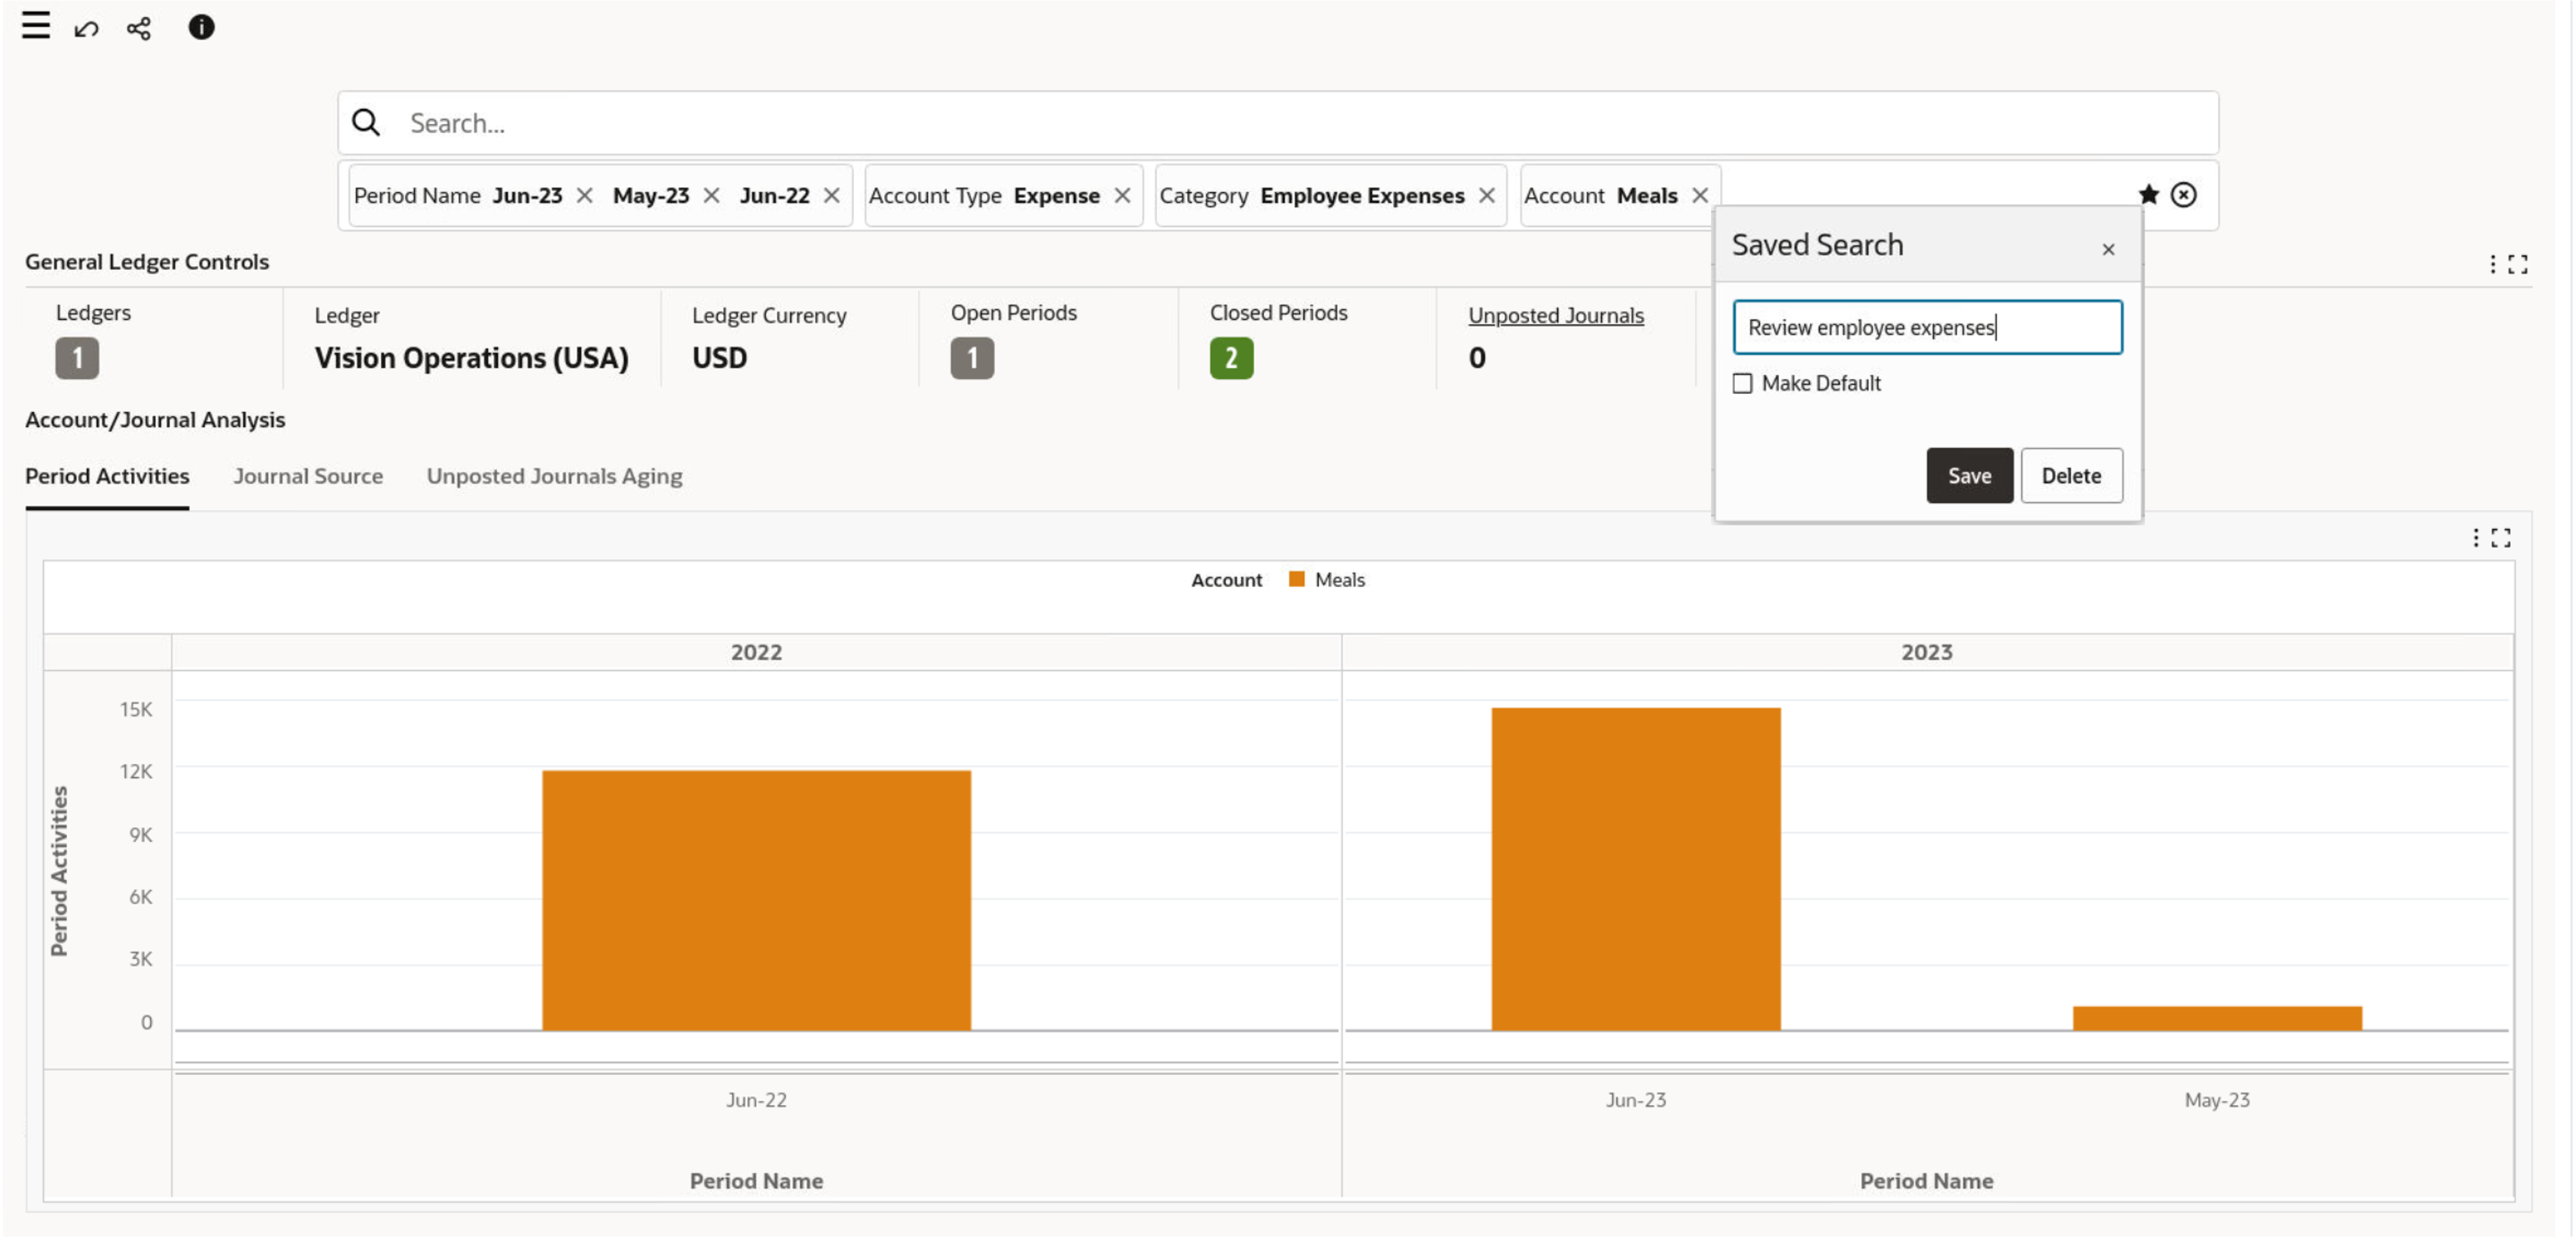 Search...
Period Name Jun-23 May-23 Jun-22 Account Type Expense Category Employee Expenses Account Meals
Saved Search
Review employee expenses
Make Default
Save Delete
General Ledger Controls
Ledgers
1
Ledger
Vision Operations (USA)
Ledger Currency
USD
Open Periods
1
Closed Periods
2
Unposted Journals
0
Account/Journal Analysis
Period Activities Journal Source Unposted Journals Aging
Account Meals
2022 2023
Period Activities
15K
12K
9K
6K
3K
0
Jun-22 Jun-23 May-23
Period Name Period Name